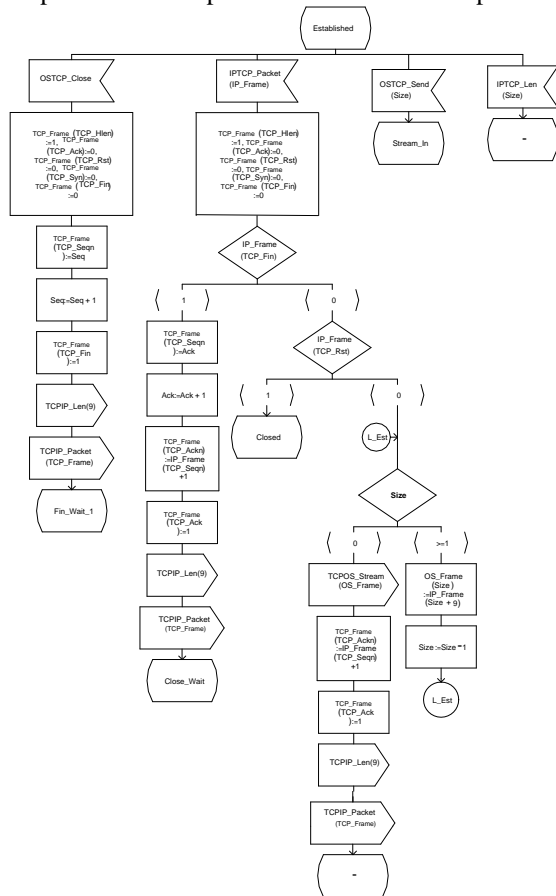 Established
OSTCP_Close
IPTCP_Packet
(IP_Frame)
OSTCP_Send
(Size)
IPTCP_Len
(Size)
TCP_Frame (TCP_Hlen)
:=1, TCP_Frame
(TCP_Ack):=0,
TCP_Frame (TCP_Rst)
:=0, TCP_Frame
(TCP_Syn):=0,
TCP_Frame (TCP_Fin)
:=0
TCP_Frame (TCP_Hlen)
:=1, TCP_Frame
(TCP_Ack):=0,
TCP_Frame (TCP_Rst)
:=0, TCP_Frame
(TCP_Syn):=0,
TCP_Frame (TCP_Fin)
:=0
Stream_In
-
TCP_Frame
(TCP_Seqn
):=Seq
Seq:=Seq + 1
TCP_Frame
(TCP_Fin
):=1
TCPIP_Len(9)
TCPIP_Packet
(TCP_Frame)
Fin_Wait_1
IP_Frame
(TCP_Fin)
1
0
TCP_Frame
(TCP_Seqn
):=Ack
Ack:=Ack + 1
TCP_Frame
(TCP_Ackn)
:=IP_Frame
(TCP_Seqn)
+1
TCP_Frame
(TCP_Ack
):=1
TCPIP_Len(9)
TCPIP_Packet
(TCP_Frame)
Close_Wait
IP_Frame
(TCP_Rst)
1
0
Closed
L_Est
Size
0
>=1
TCPOS_Stream
(OS_Frame)
TCP_Frame
(TCP_Ackn)
:=IP_Frame
(TCP_Seqn)
+1
TCP_Frame
(TCP_Ack
):=1
TCPIP_Len(9)
TCPIP_Packet
(TCP_Frame)
-
OS_Frame
(Size)
:=IP_Frame
(Size + 9)
Size:=Size-1
L_Est